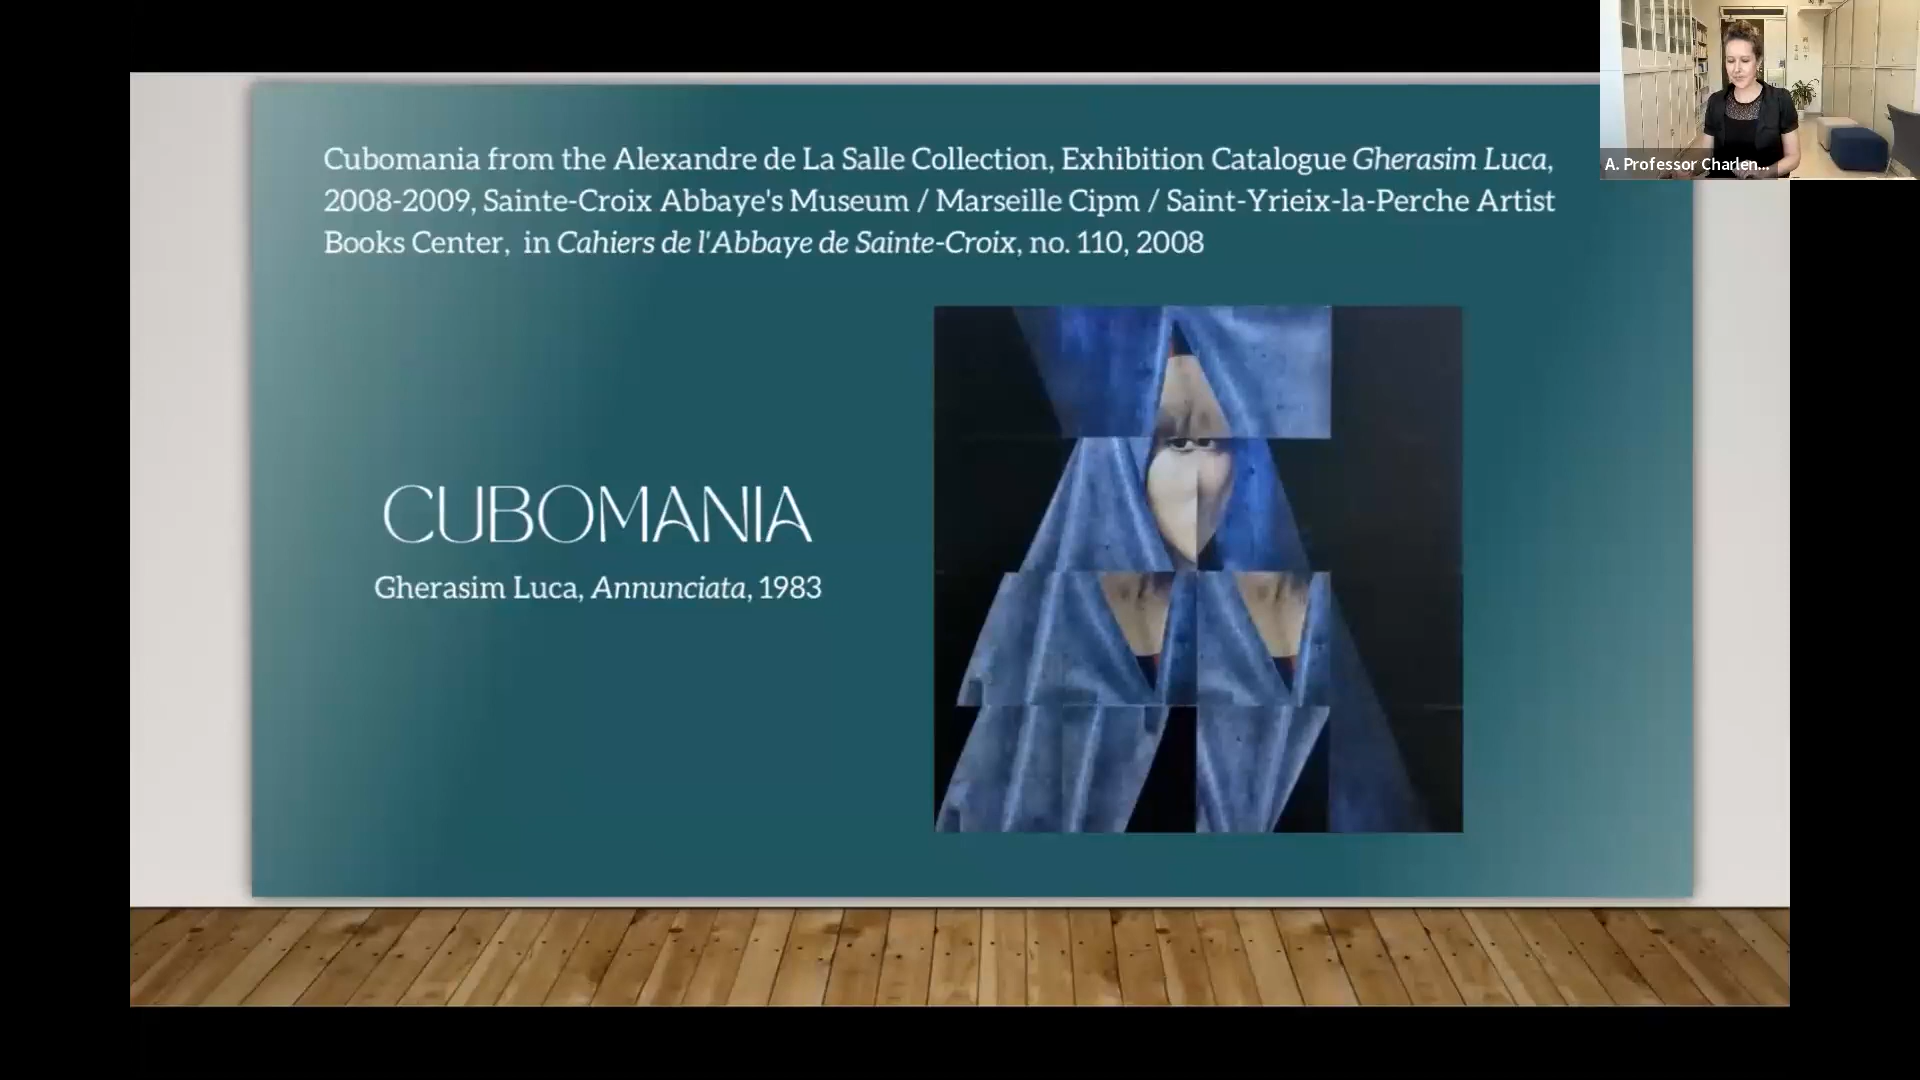 Cubomania from the Alexandre de La Salle Collection, Exhibition Catalogue Gherasim Luca,
2008-2009, Sainte-Croix Abbaye's Museum / Marseille Cipm / Saint-Yrieix-la-Perche Artist
Books Center, in Cahiers de l'Abbaye de Sainte-Croix, no. 110, 2008
A. Professor Charlen...
CUBOMANIA
Gherasim Luca, Annunciata, 1983